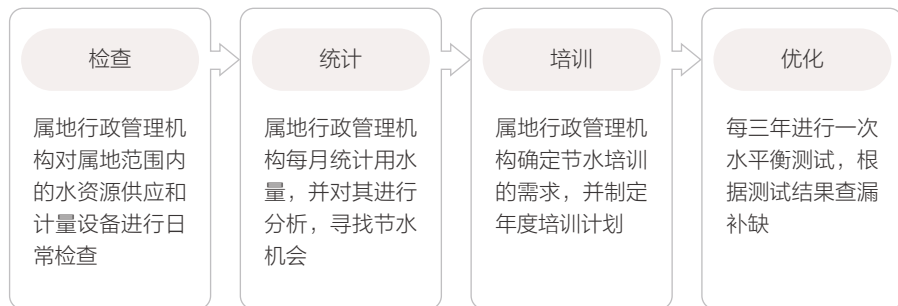 检查
属地行政管理机
构对属地范围内
的水资源供应和
计量设备进行日
常检查
统计
属地行政管理机
构每月统计用水
量，并对其进行
分析，寻找节水
机会
培训
属地行政管理机
构确定节水培训
的需求，并制定
年度培训计划
优化
每三年进行一次
水平衡测试，根
据测试结果查漏
补缺